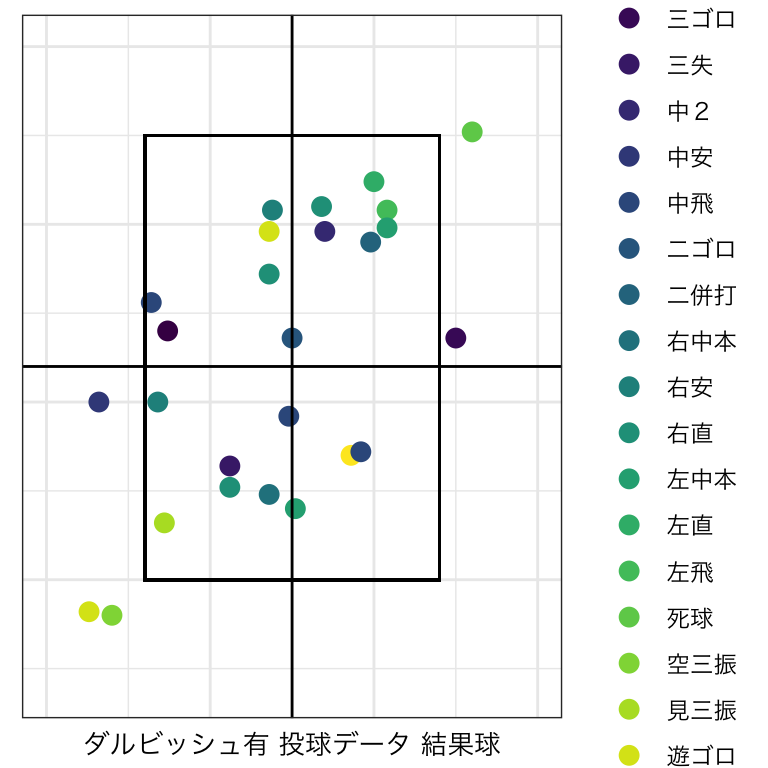 三ゴロ
三失
中２
中安
中飛
二ゴロ
二併打
右中本
右安
右直
左中本
左直
左飛
死球
空三振
見三振
遊ゴロ
ダルビッシュ有 投球データ 結果球